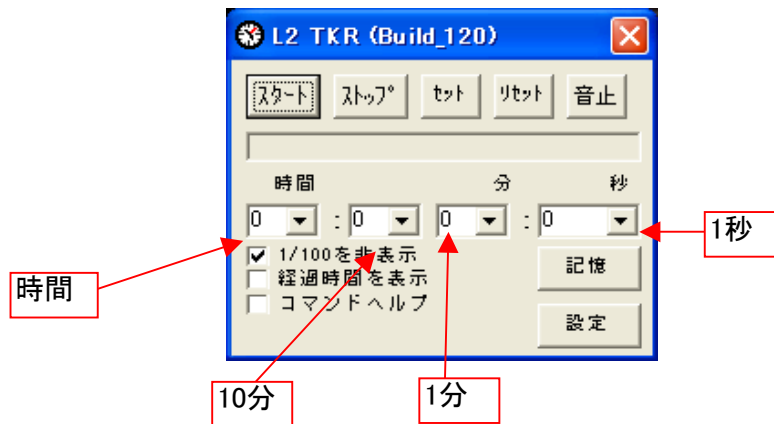 L2 TKR (Build_120)
ｽﾀｰﾄ ｽﾄｯﾌﾟ ｾｯﾄ ﾘｾｯﾄ 音止
時間 分 秒
0 : 0 0 : 0
1秒
1/100を非表示
経過時間を表示
コマンドヘルプ
記憶
設定
時間
10分
1分